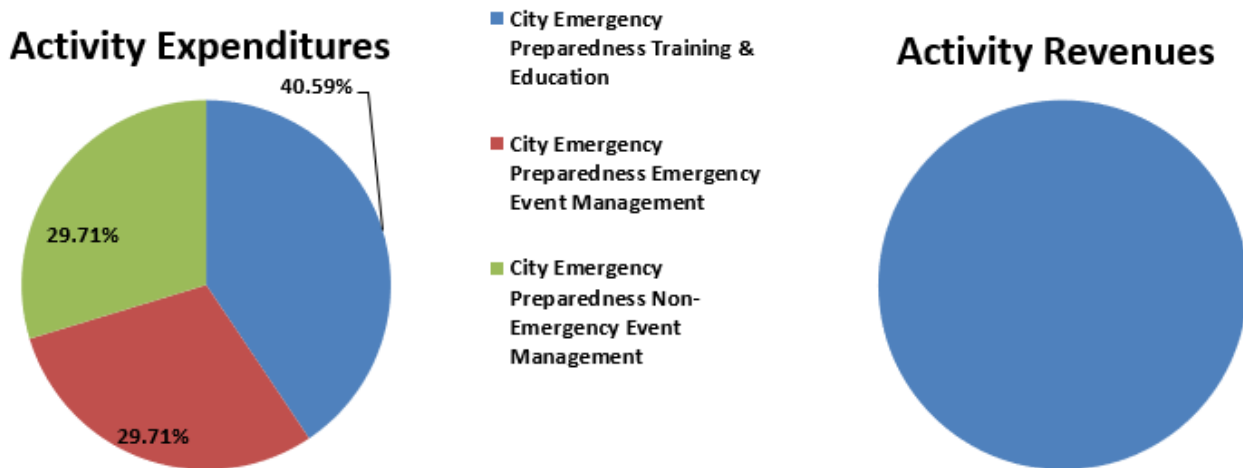 Activity Expenditures
40.59%
29.71%
29.71%
City Emergency
Preparedness Training &
Education
City Emergency
Preparedness Emergency
Event Management
City Emergency
Preparedness Non-
Emergency Event
Management
Activity Revenues